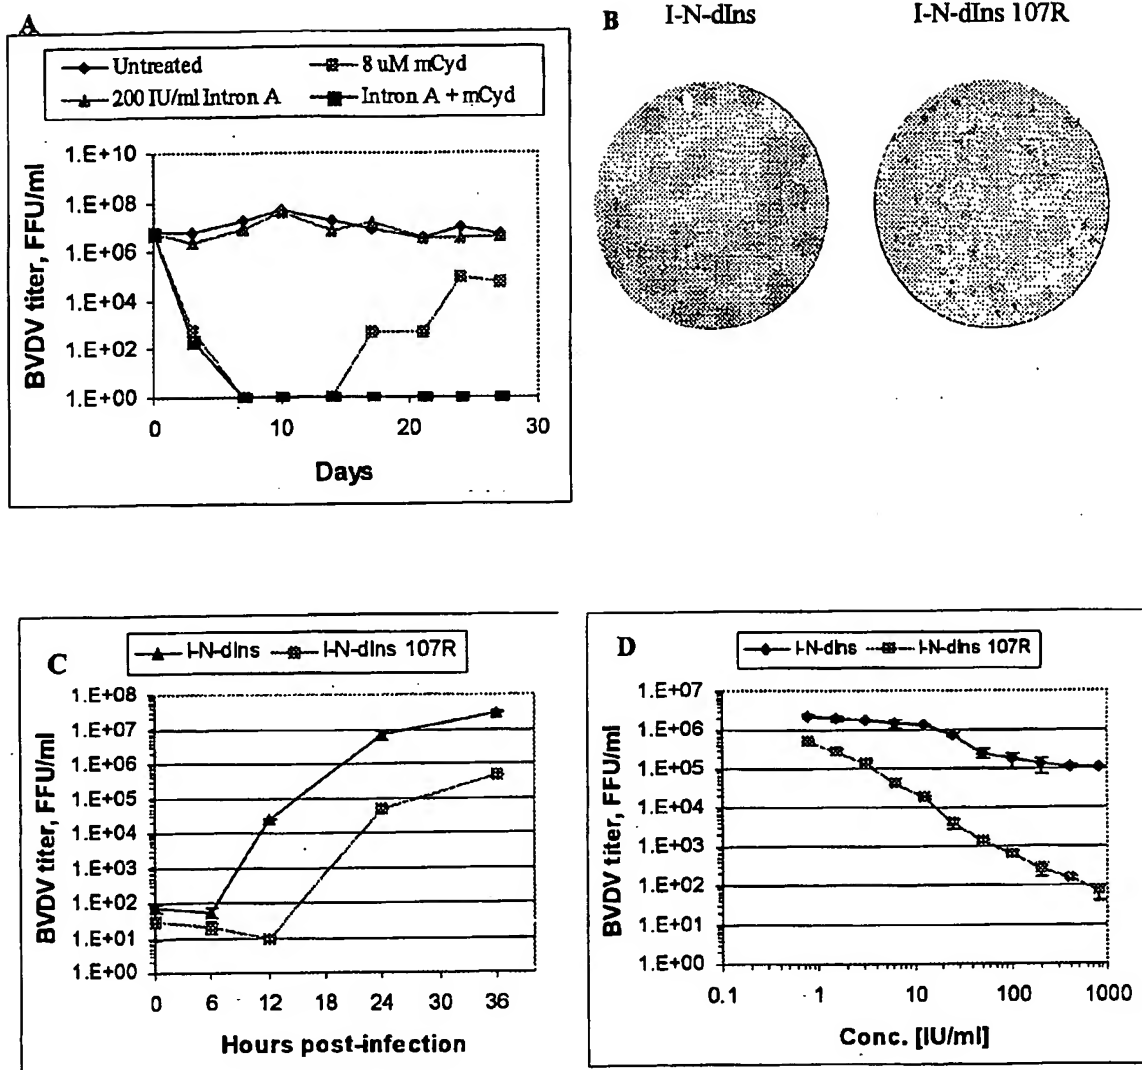 A
Untreated
8 uM mCyd
200 IU/ml Intron A
Intron A + mCyd
BVDV titer, FFU/ml
1.E+10
1.E+08
1.E+06
1.E+04
1.E+02
1.E+00
0 10 20 30
Days
B I-N-dIns I-N-dIns 107R
C
I-N-dIns I-N-dIns 107R
BVDV titer, FFU/ml
1.E+08
1.E+07
1.E+06
1.E+05
1.E+04
1.E+03
1.E+02
1.E+01
1.E+00
0 6 12 18 24 30 36
Hours post-infection
D
I-N-dIns I-N-dIns 107R
BVDV titer, FFU/ml
1.E+07
1.E+06
1.E+05
1.E+04
1.E+03
1.E+02
1.E+01
1.E+00
0.1 1 10 100 1000
Conc. [IU/ml]